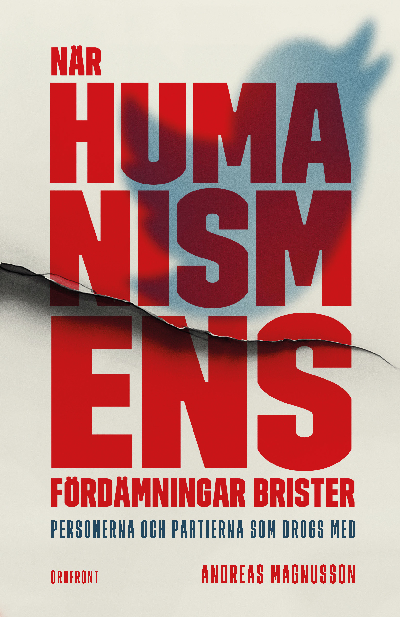 NÄR
HUMA
NISM
ENS
FÖRDÄMNINGAR BRISTER
PERSONERNA OCH PARTIERNA SOM DROGS MED
ORDFRONT
ANDREAS MAGNUSSON